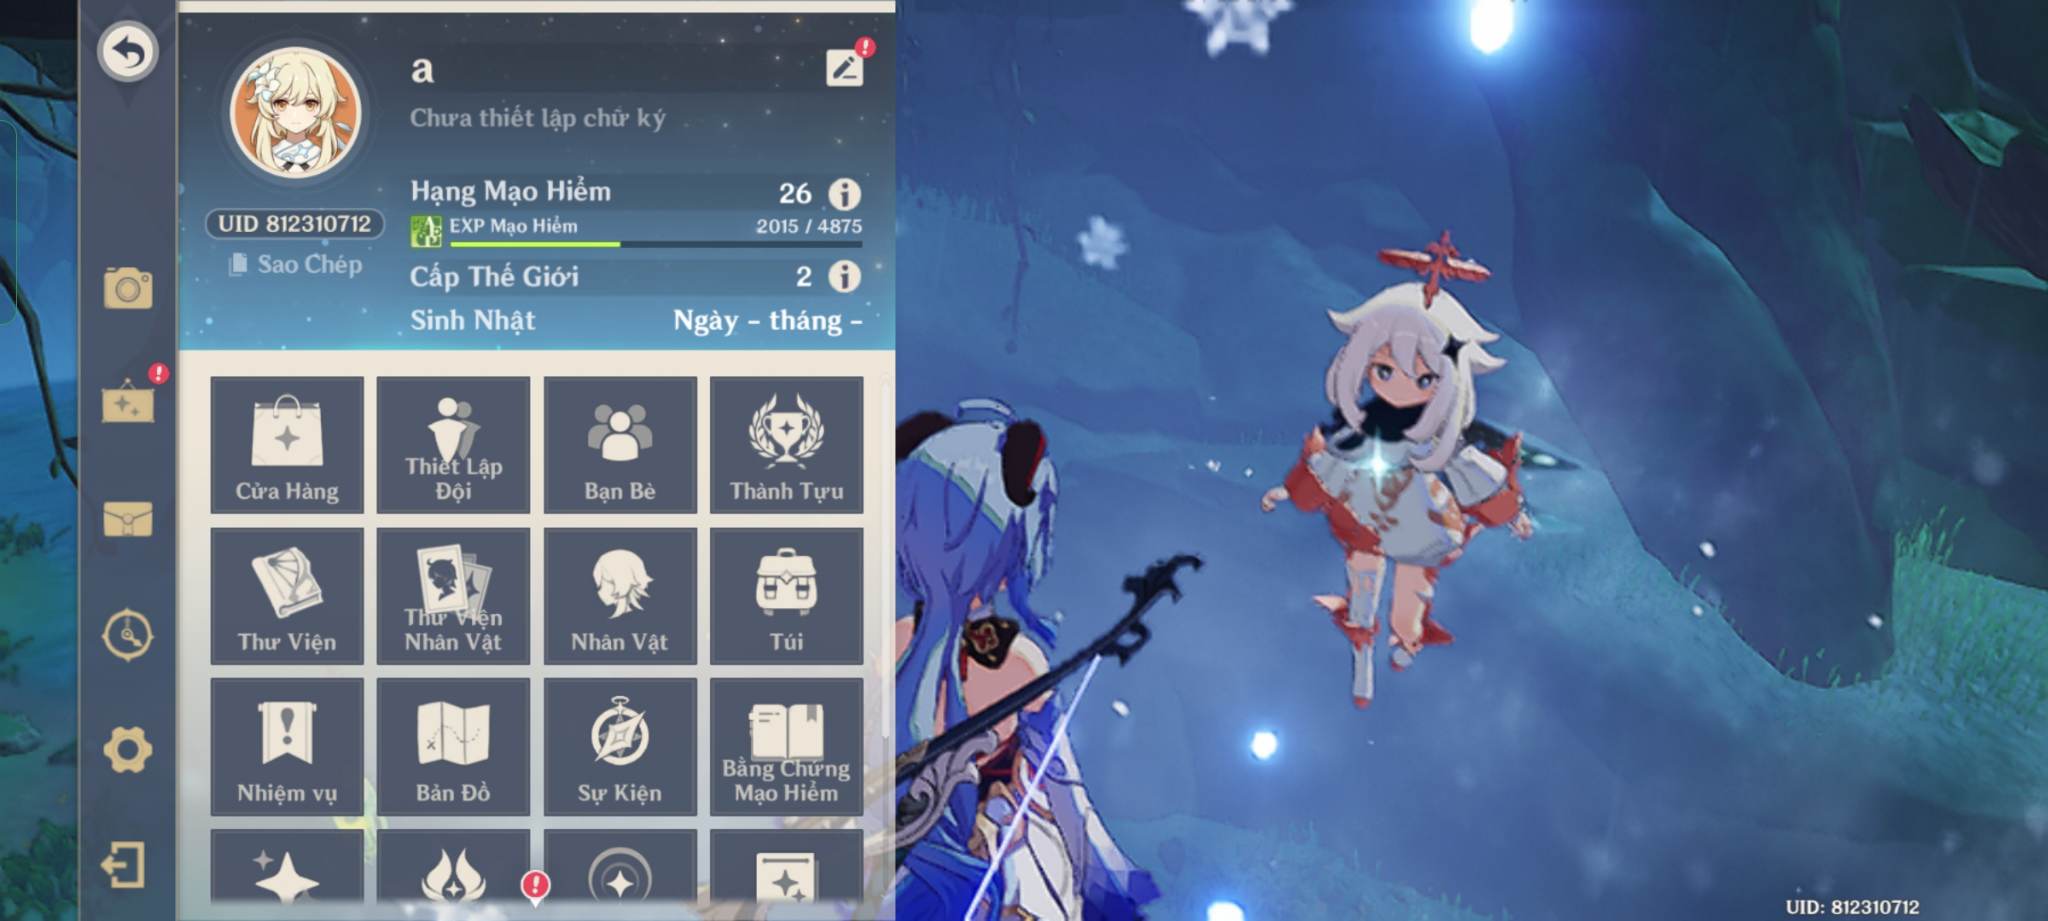 a
Chưa thiết lập chữ ký
Hạng Mạo Hiểm 26
UID 812310712
EXP Mạo Hiểm 2015 / 4875
Sao Chép
Cấp Thế Giới 2
Sinh Nhật Ngày - tháng -
Cửa Hàng
Thiết Lập
Đội
Bạn Bè
Thành Tựu
Thư Viện
Thư Viện
Nhân Vật
Nhân Vật
Túi
Nhiệm vụ
Bản Đồ
Sự Kiện
Bằng Chứng
Mạo Hiểm
UID: 812310712